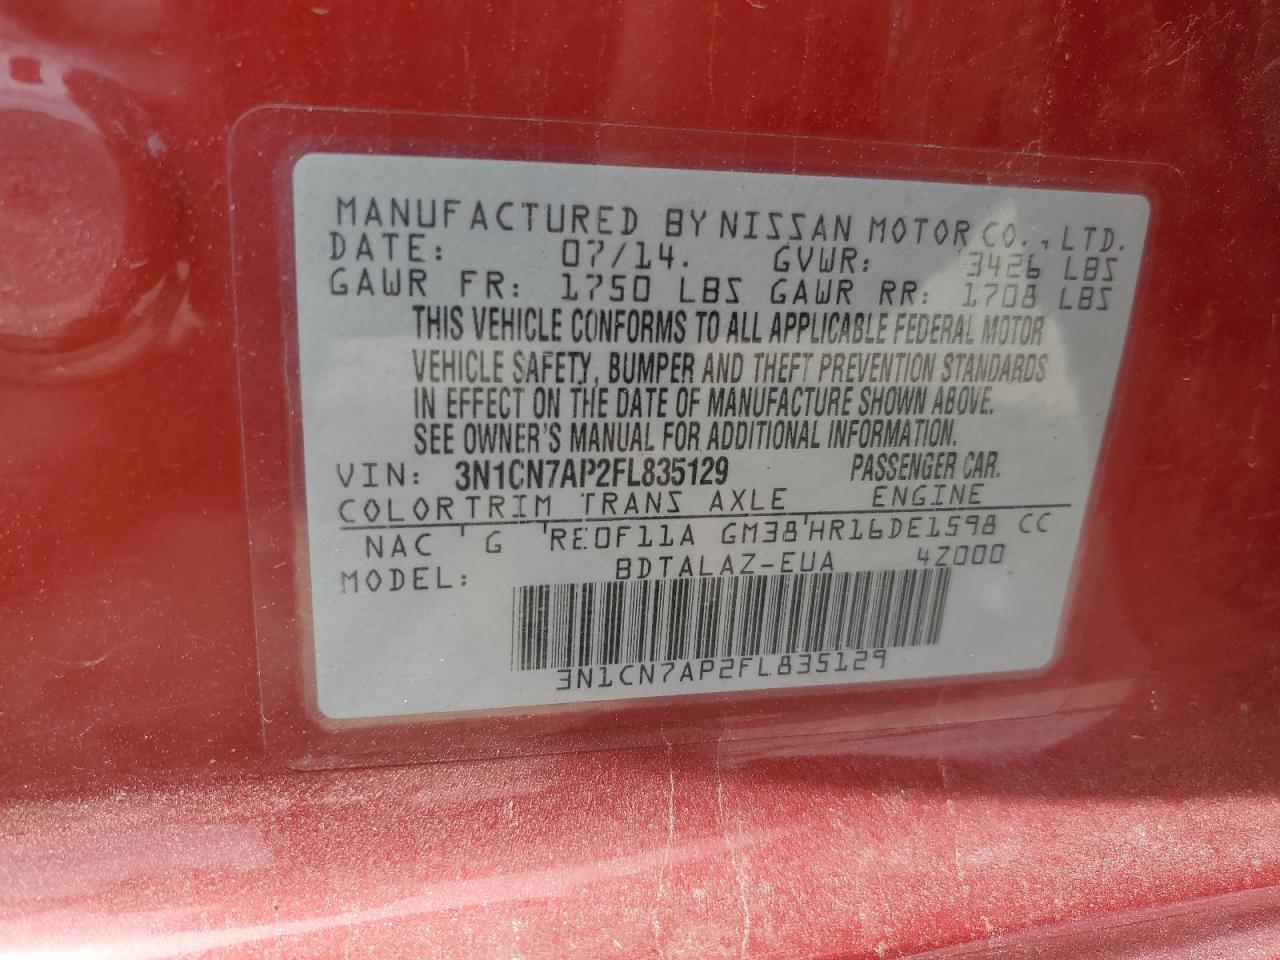 MANUFACTURED BY NISSAN MOTOR CO., LTD.
DATE: 07/14. GVWR: 3426 LBS
GAWR FR: 1750 LBS GAWR RR: 1708 LBS
THIS VEHICLE CONFORMS TO ALL APPLICABLE FEDERAL MOTOR
VEHICLE SAFETY, BUMPER AND THEFT PREVENTION STANDARDS
IN EFFECT ON THE DATE OF MANUFACTURE SHOWN ABOVE.
SEE OWNER'S MANUAL FOR ADDITIONAL INFORMATION.
VIN: 3N1CN7AP2FL835129 PASSENGER CAR.
COLOR TRIM TRANS AXLE ENGINE
NAC ' G ' RE0F11A GM38 ' HR16DE1598 CC
MODEL: BDTALAZ-EUA 4Z000
3N1CN7AP2FL835129